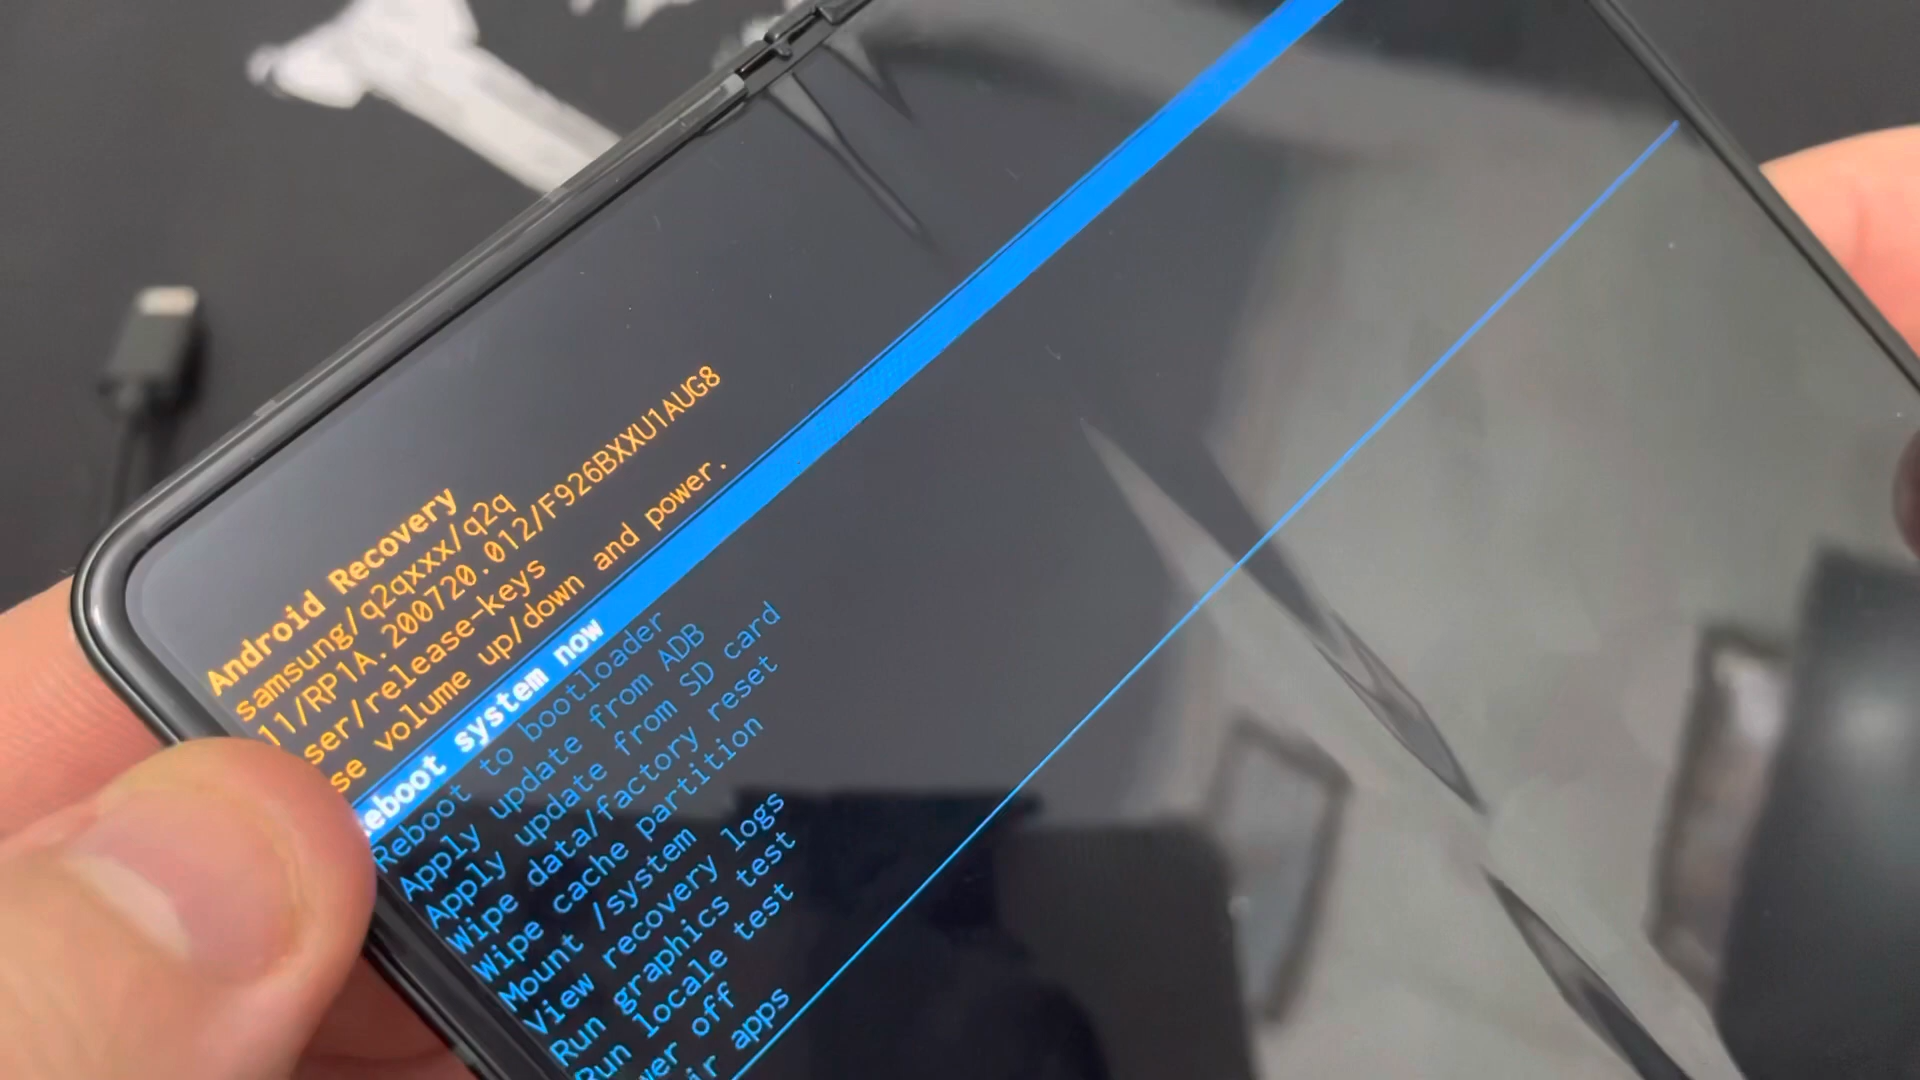 Android Recovery
samsung/q2qxxx/q2q
11/RP1A.200720.012/F926BXXU1AUG8
ser/release-keys
se volume up/down and power.
eboot system now
Reboot to bootloader
Apply update from ADB
Apply update from SD card
Wipe data/factory reset
Wipe cache partition
Mount /system
View recovery logs
Run graphics test
Run locale test
wer off
ir apps